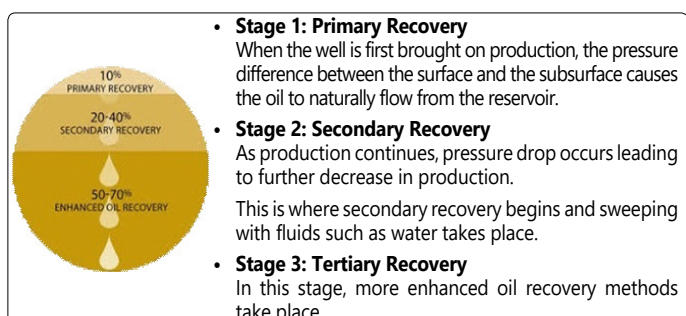 10%
PRIMARY RECOVERY
20-40%
SECONDARY RECOVERY
50-70%
ENHANCED OIL RECOVERY
• Stage 1: Primary Recovery
When the well is first brought on production, the pressure
difference between the surface and the subsurface causes
the oil to naturally flow from the reservoir.
• Stage 2: Secondary Recovery
As production continues, pressure drop occurs leading
to further decrease in production.
This is where secondary recovery begins and sweeping
with fluids such as water takes place.
• Stage 3: Tertiary Recovery
In this stage, more enhanced oil recovery methods
take place